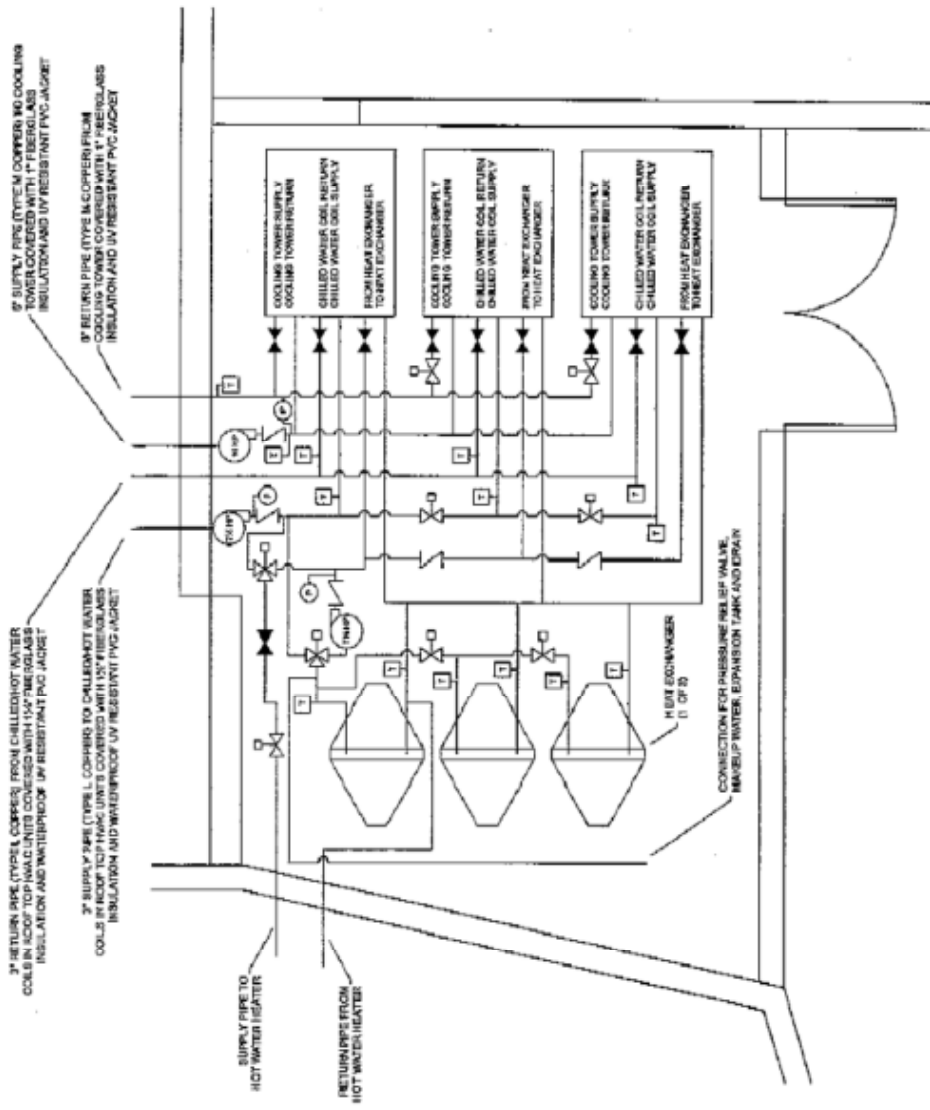 6" SUPPLY PIPE (TYPE M COPPER) TO COOLING
TOWER COVERED WITH 1" FIBERGLASS
INSULATION AND UV RESISTANT PVC JACKET
6" RETURN PIPE (TYPE M COPPER) FROM
COOLING TOWER COVERED WITH 1" FIBERGLASS
INSULATION AND UV RESISTANT PVC JACKET
3" RETURN PIPE (TYPE L COPPER) FROM CHILLED/HOT WATER
COILS IN ROOF TOP HVAC UNITS COVERED WITH FIBERGLASS
INSULATION AND WATERPROOF UV RESISTANT PVC JACKET
3" SUPPLY PIPE (TYPE L COPPER) TO CHILLED/HOT WATER
COILS IN ROOF TOP HVAC UNITS COVERED WITH FIBERGLASS
INSULATION AND WATERPROOF UV RESISTANT PVC JACKET
SUPPLY PIPE TO
HOT WATER HEATER
RETURN PIPE FROM
HOT WATER HEATER
COOLING TOWER SUPPLY
COOLING TOWER RETURN
CHILLED WATER COIL RETURN
CHILLED WATER COIL SUPPLY
FROM HEAT EXCHANGER
TO HEAT EXCHANGER
COOLING TOWER SUPPLY
COOLING TOWER RETURN
CHILLED WATER COIL RETURN
CHILLED WATER COIL SUPPLY
FROM HEAT EXCHANGER
TO HEAT EXCHANGER
COOLING TOWER SUPPLY
COOLING TOWER RETURN
CHILLED WATER COIL RETURN
CHILLED WATER COIL SUPPLY
FROM HEAT EXCHANGER
TO HEAT EXCHANGER
T
P
HP
T
T
T
P
HP
T
T
T
P
HP
T
T
T
T
T
T
T
T
HEAT EXCHANGER
(1 OF 3)
CONNECTION FOR PRESSURE RELIEF VALVE,
MAKEUP WATER, EXPANSION TANK AND DRAIN